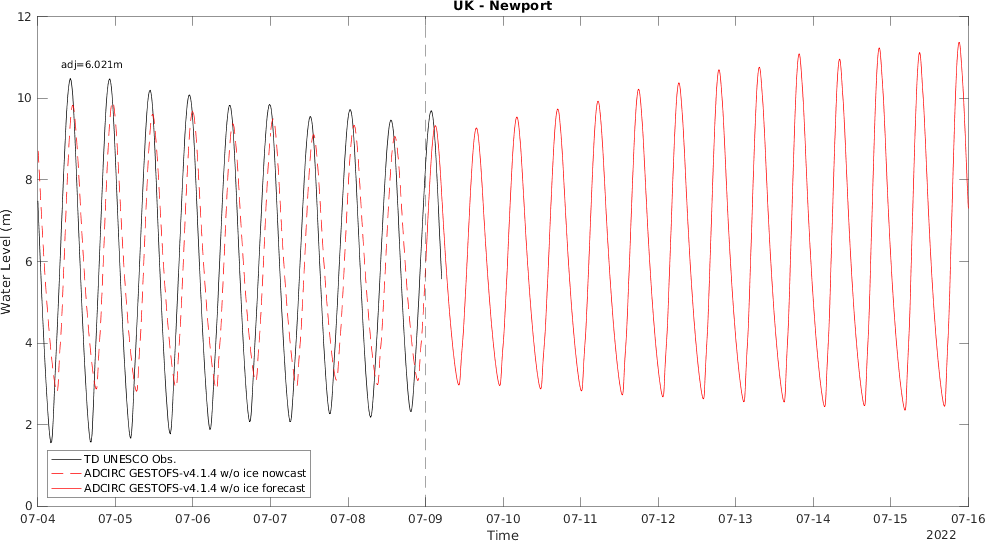 UK - Newport
12
10
8
6
4
2
0
Water Level (m)
adj=6.021m
TD UNESCO Obs.
ADCIRC GESTOFS-v4.1.4 w/o ice nowcast
ADCIRC GESTOFS-v4.1.4 w/o ice forecast
07-04 07-05 07-06 07-07 07-08 07-09 07-10 07-11 07-12 07-13 07-14 07-15 07-16
Time
2022